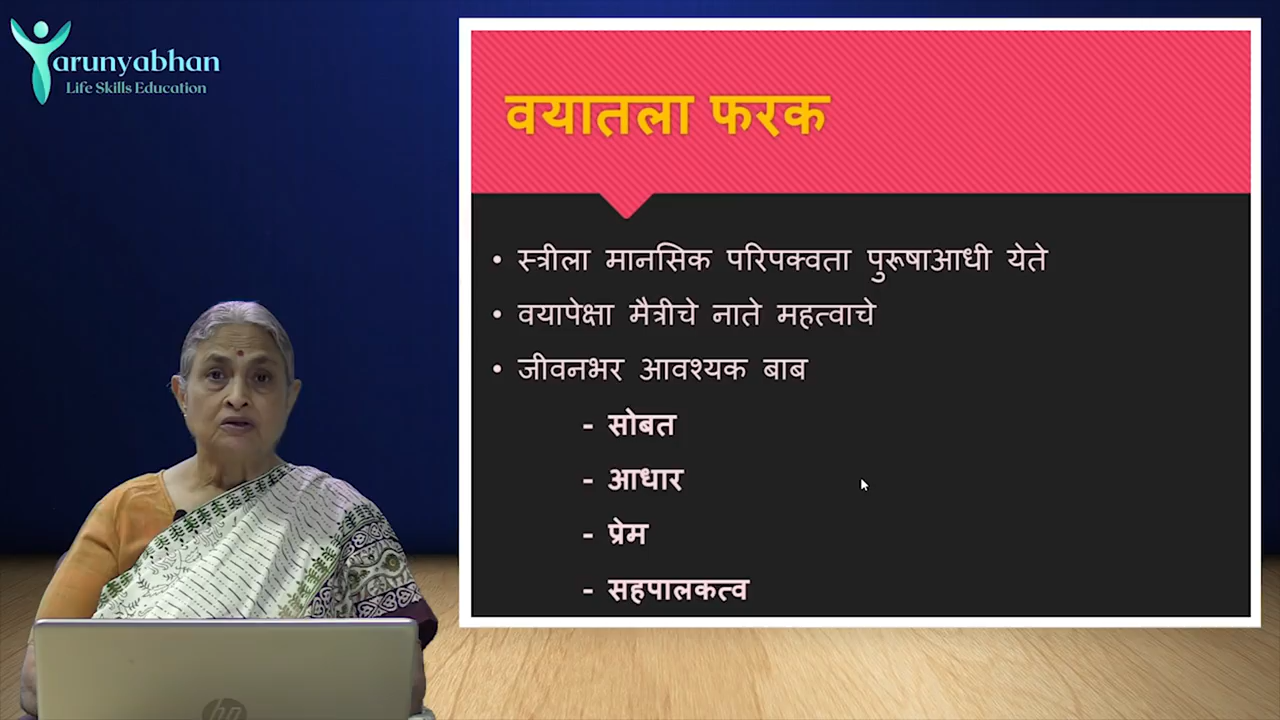 Tarunyabhan
Life Skills Education
वयातला फरक
• स्त्रीला मानसिक परिपक्वता पुरूषाआधी येते
• वयापेक्षा मैत्रीचे नाते महत्वाचे
• जीवनभर आवश्यक बाब
- सोबत
- आधार
- प्रेम
- सहपालकत्व
hp